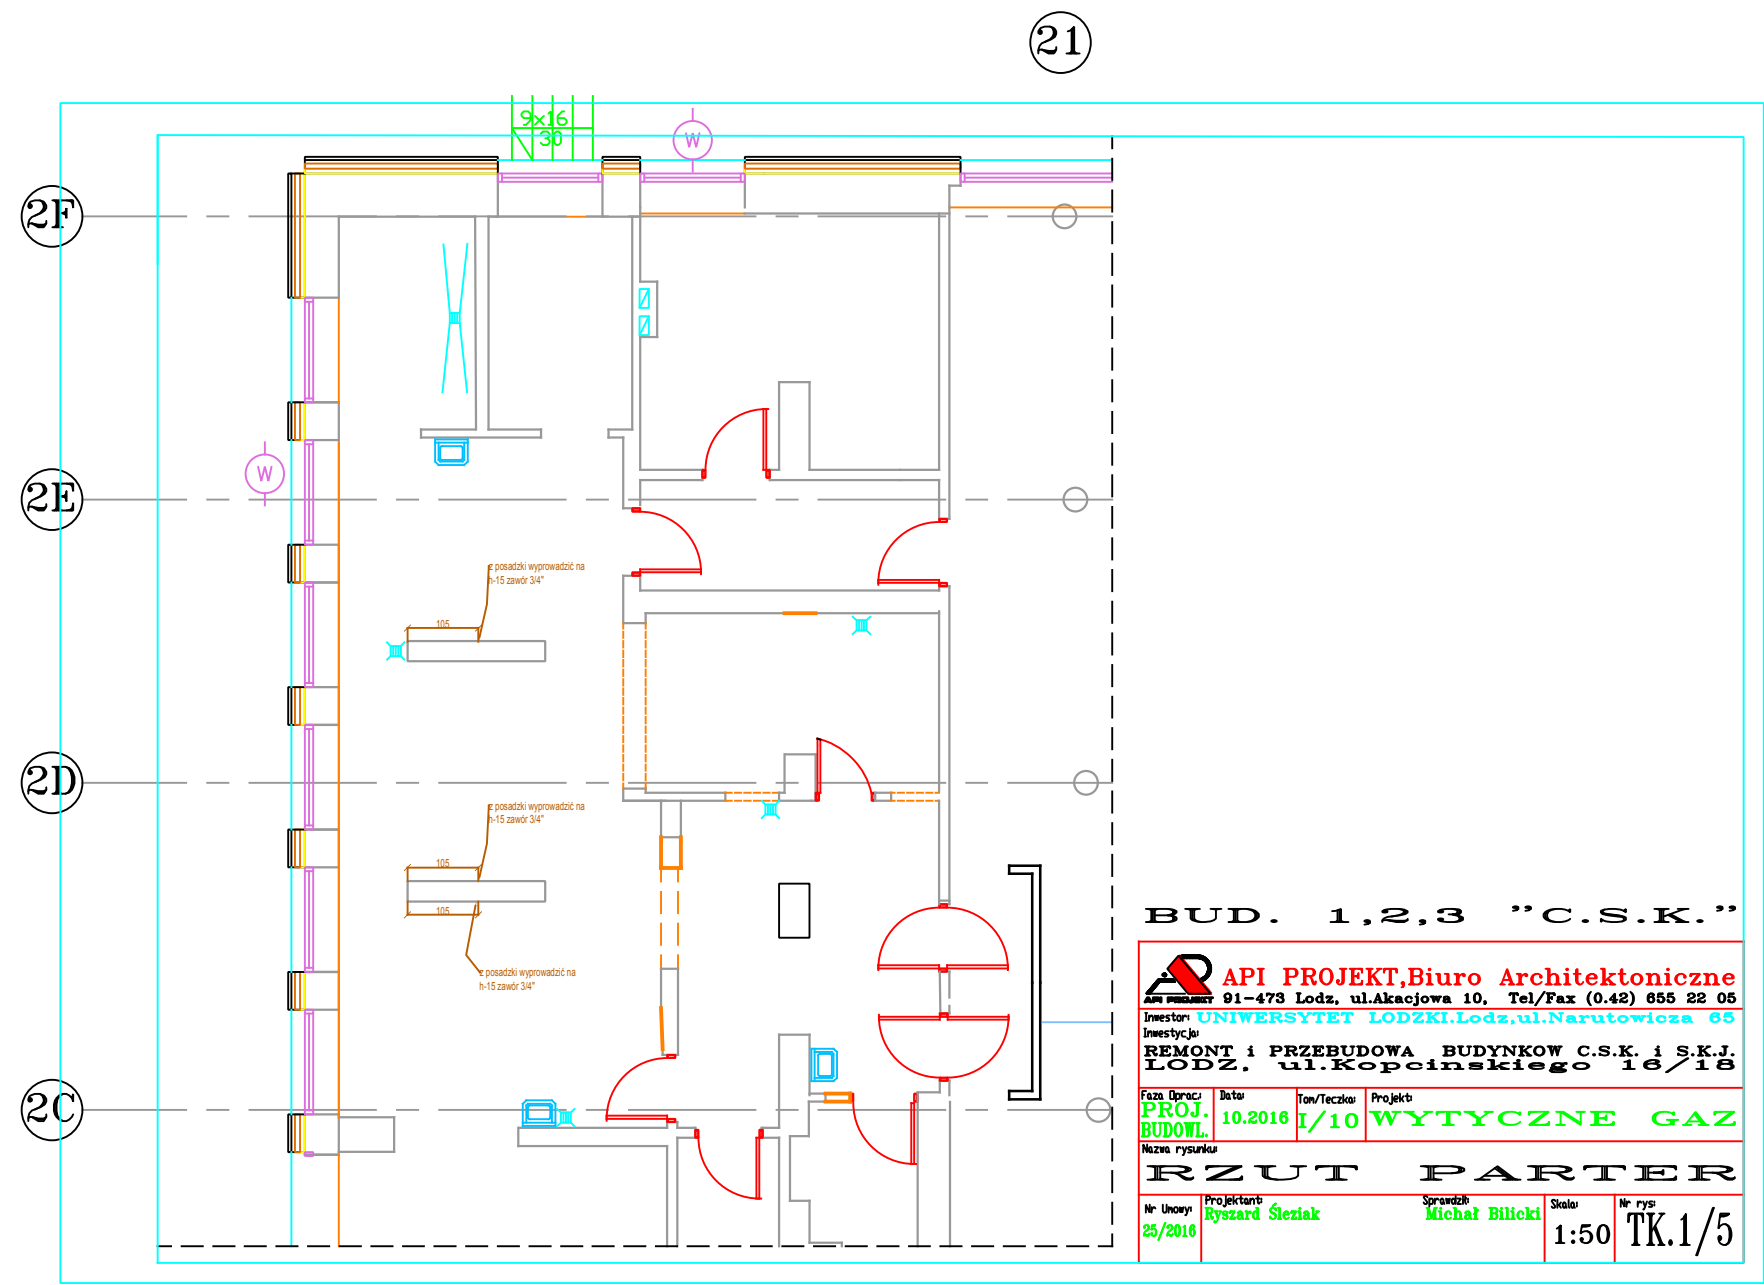 21
9x16
30
W
2F
2E
W
z posadzki wyprowadzić na
h-15 zawór 3/4"
105
2D
z posadzki wyprowadzić na
h-15 zawór 3/4"
105
105
z posadzki wyprowadzić na
h-15 zawór 3/4"
2C
BUD. 1,2,3 "C.S.K."
API PROJEKT
API PROJEKT,Biuro Architektoniczne
91-473 Lodz, ul.Akacjowa 10, Tel/Fax (0.42) 655 22 05
Inwestor: UNIWERSYTET LODZKI.Lodz,ul.Narutowicza 65
Inwestycja:
REMONT i PRZEBUDOWA BUDYNKOW C.S.K. i S.K.J.
LODZ, ul.Kopcinskiego 16/18
Faza Oprac.: PROJ. BUDOWL.
Data: 10.2016
Tom/Teczka: I/10
Projekt: WYTYCZNE GAZ
Nazwa rysunku:
RZUT PARTER
Nr Umowy: 25/2016
Projektant: Ryszard Śleziak
Sprawdził: Michał Bilicki
Skala: 1:50
Nr rys: TK.1/5